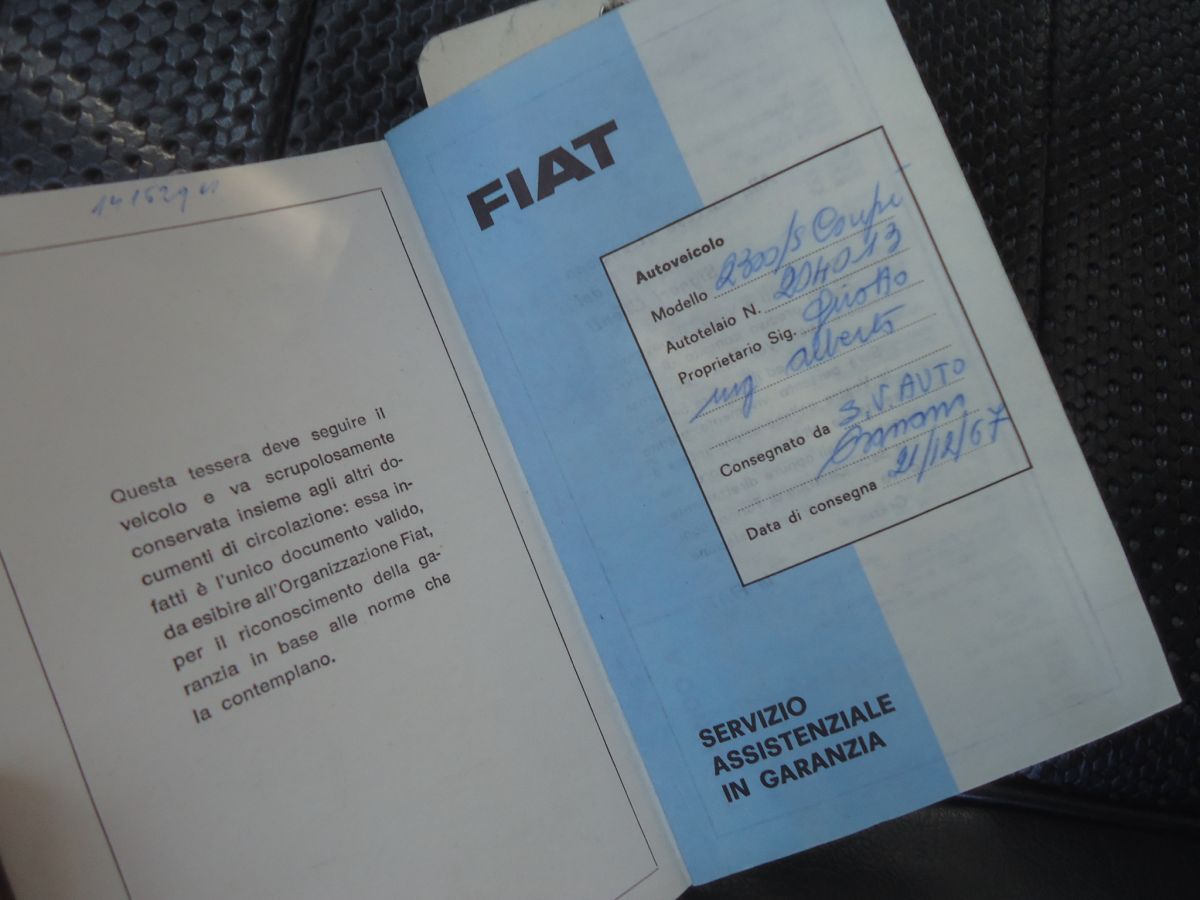 Questa tessera deve seguire il
veicolo e va scrupolosamente
conservata insieme agli altri do-
cumenti di circolazione: essa in-
fatti è l'unico documento valido,
da esibire all'Organizzazione Fiat,
per il riconoscimento della ga-
ranzia in base alle norme che
la contemplano.
FIAT
Autoveicolo
Modello 2300/S Coupé
Autotelaio N. 204013
Proprietario Sig.
ing alberto
Consegnato da S.V. AUTO
Data di consegna 21/12/67
SERVIZIO
ASSISTENZIALE
IN GARANZIA